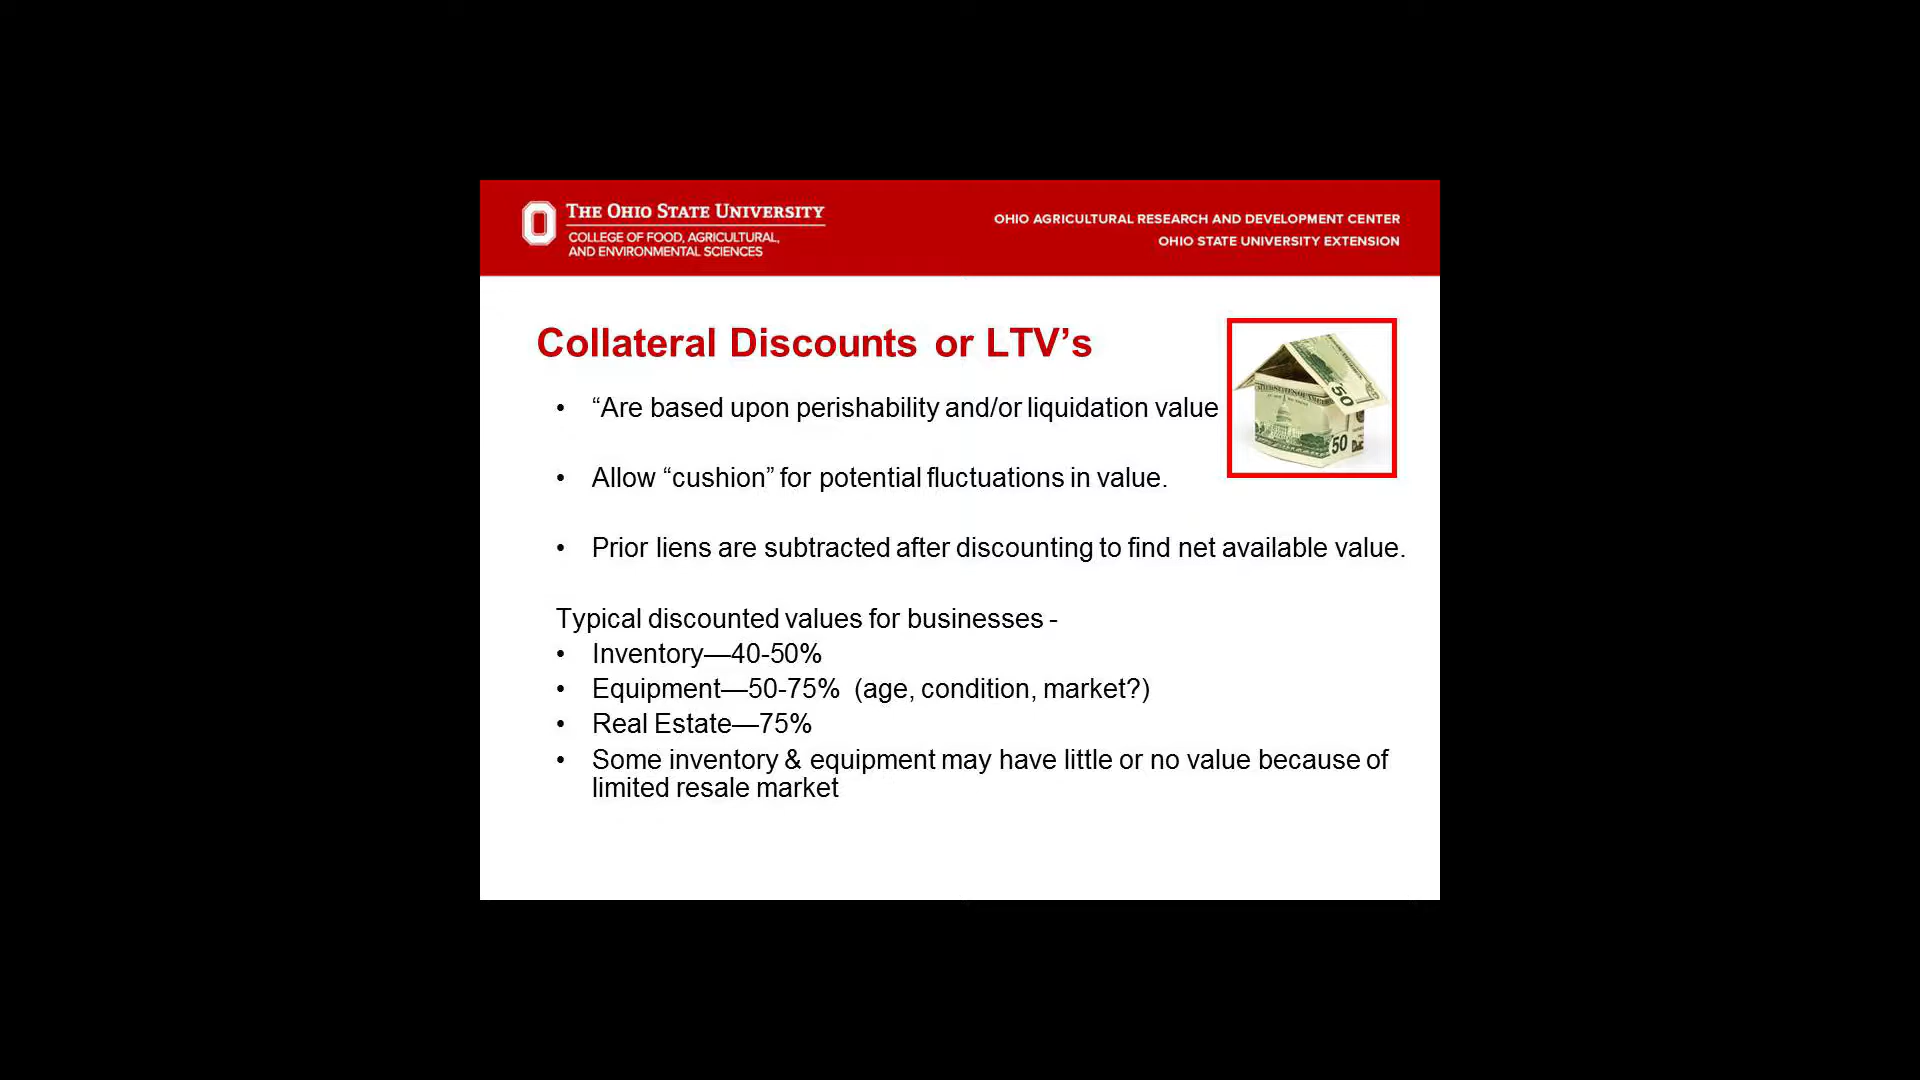 THE OHIO STATE UNIVERSITY
COLLEGE OF FOOD, AGRICULTURAL,
AND ENVIRONMENTAL SCIENCES
OHIO AGRICULTURAL RESEARCH AND DEVELOPMENT CENTER
OHIO STATE UNIVERSITY EXTENSION
Collateral Discounts or LTV’s
• “Are based upon perishability and/or liquidation value
50
50
• Allow “cushion” for potential fluctuations in value.
• Prior liens are subtracted after discounting to find net available value.
Typical discounted values for businesses -
• Inventory—40-50%
• Equipment—50-75% (age, condition, market?)
• Real Estate—75%
• Some inventory & equipment may have little or no value because of
limited resale market